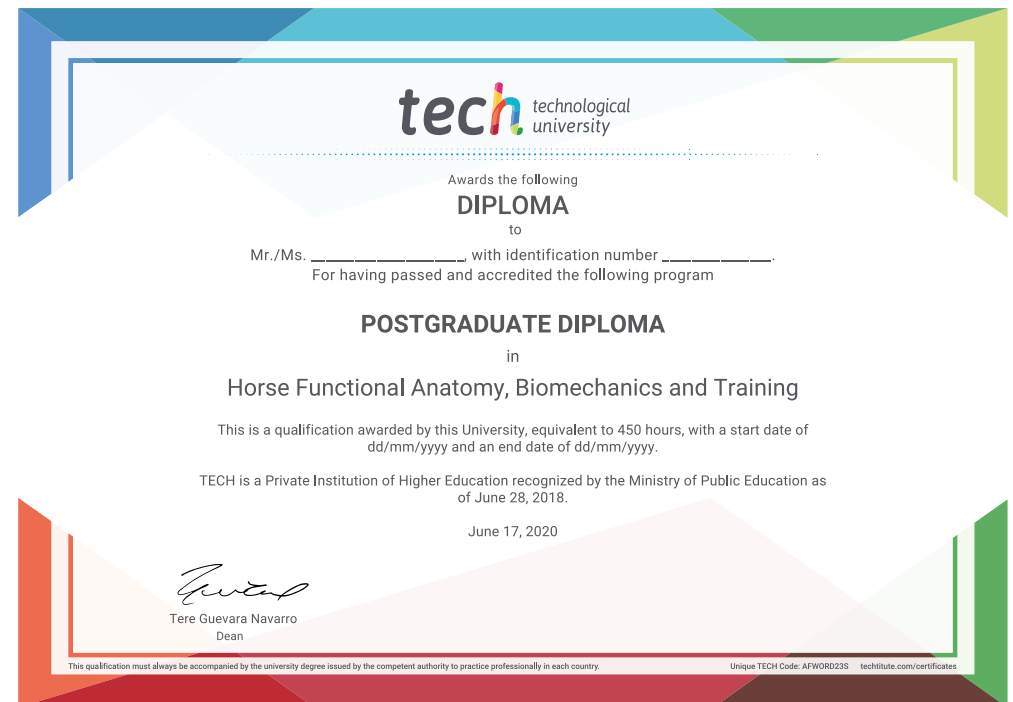 tech technological
university
Awards the following
DIPLOMA
to
Mr./Ms. ______________, with identification number __________.
For having passed and accredited the following program
POSTGRADUATE DIPLOMA
in
Horse Functional Anatomy, Biomechanics and Training
This is a qualification awarded by this University, equivalent to 450 hours, with a start date of
dd/mm/yyyy and an end date of dd/mm/yyyy.
TECH is a Private Institution of Higher Education recognized by the Ministry of Public Education as
of June 28, 2018.
June 17, 2020
Tere Guevara Navarro
Dean
This qualification must always be accompanied by the university degree issued by the competent authority to practice professionally in each country.
Unique TECH Code: AFWORD23S techtitute.com/certificates